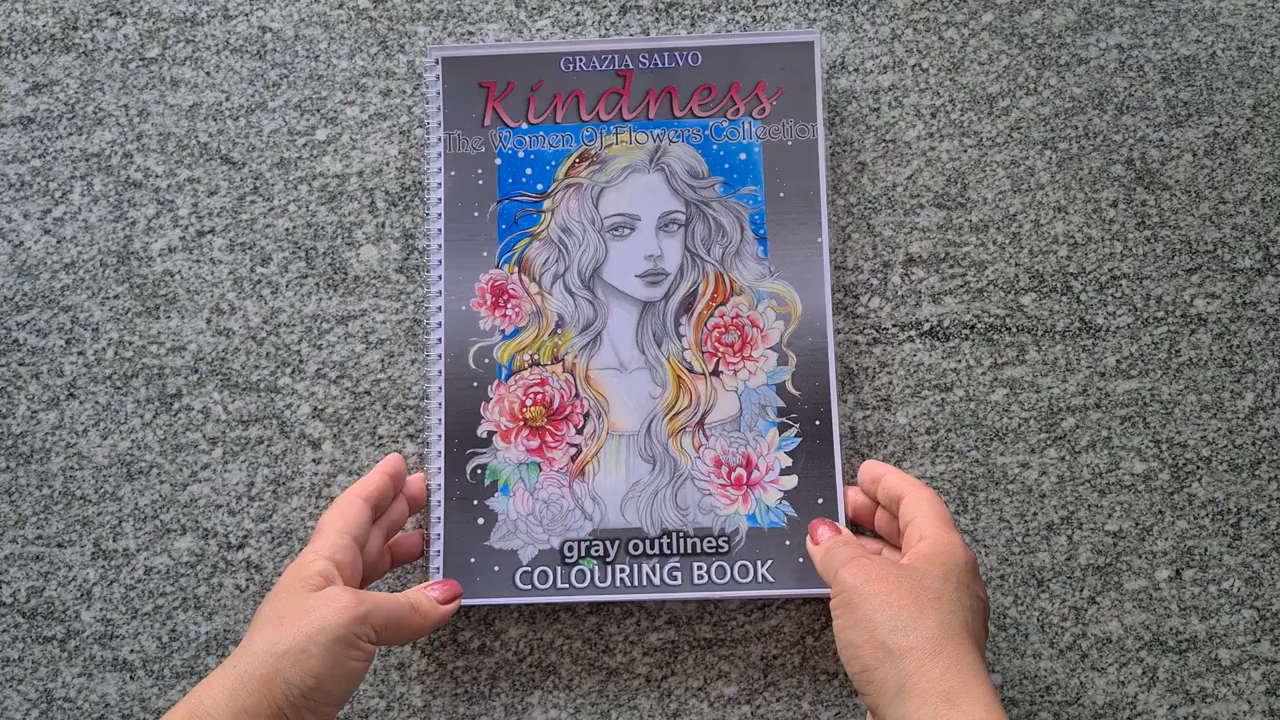 GRAZIA SALVO
Kindness
The Women Of Flowers Collection
gray outlines
COLOURING BOOK